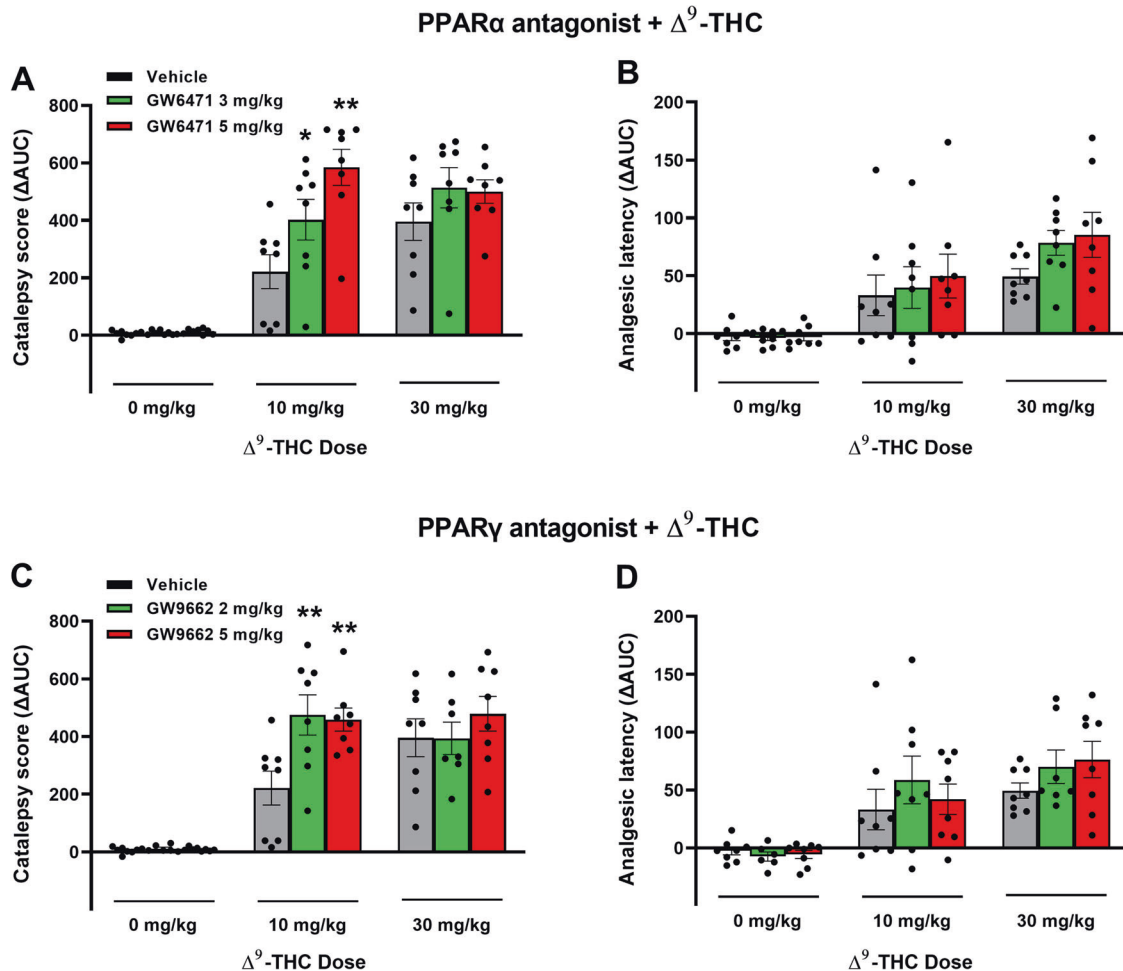 PPARα antagonist + Δ⁹-THC
A
Vehicle
GW6471 3 mg/kg
GW6471 5 mg/kg
Catalepsy score (ΔAUC)
800
600
400
200
0
*
**
0 mg/kg
10 mg/kg
30 mg/kg
Δ⁹-THC Dose
B
Analgesic latency (ΔAUC)
200
150
100
50
0
0 mg/kg
10 mg/kg
30 mg/kg
Δ⁹-THC Dose
PPARγ antagonist + Δ⁹-THC
C
Vehicle
GW9662 2 mg/kg
GW9662 5 mg/kg
Catalepsy score (ΔAUC)
800
600
400
200
0
**
**
0 mg/kg
10 mg/kg
30 mg/kg
Δ⁹-THC Dose
D
Analgesic latency (ΔAUC)
200
150
100
50
0
0 mg/kg
10 mg/kg
30 mg/kg
Δ⁹-THC Dose